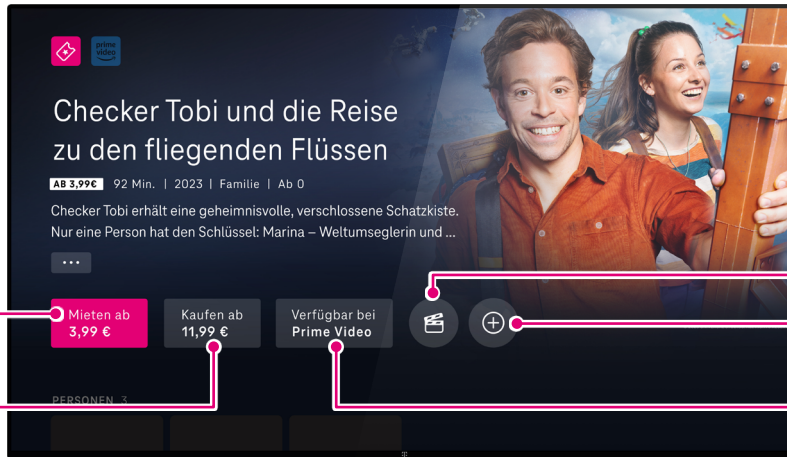 prime
video
Checker Tobi und die Reise
zu den fliegenden Flüssen
AB 3,99€ 92 Min. | 2023 | Familie | Ab 0
Checker Tobi erhält eine geheimnisvolle, verschlossene Schatzkiste.
Nur eine Person hat den Schlüssel: Marina – Weltumseglerin und ...
...
Mieten ab
3,99 €
Kaufen ab
11,99 €
Verfügbar bei
Prime Video
PERSONEN 3